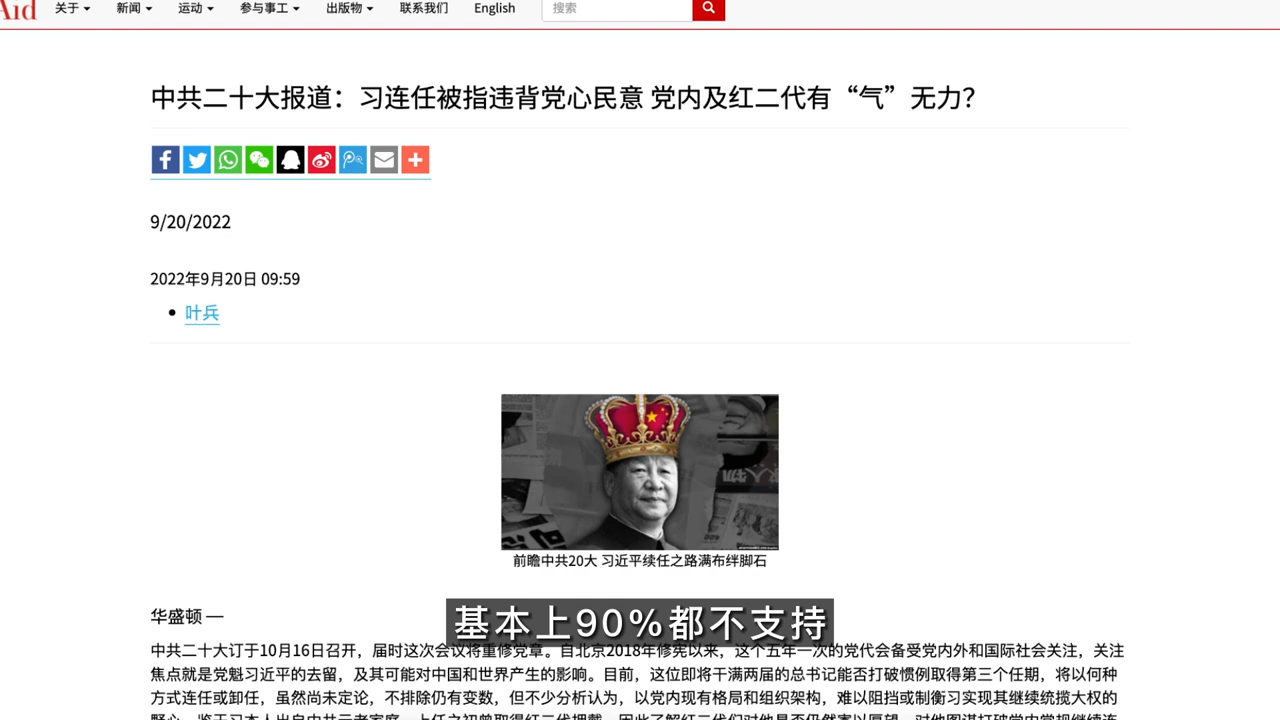 Aid 关于 新闻 运动 参与事工 出版物 联系我们 English 搜索
中共二十大报道：习连任被指违背党心民意 党内及红二代有“气”无力？
9/20/2022
2022年9月20日 09:59
叶兵
前瞻中共20大 习近平续任之路满布绊脚石
华盛顿 —
基本上90%都不支持
中共二十大订于10月16日召开，届时这次会议将重修党章。自北京2018年修宪以来，这个五年一次的党代会备受党内外和国际社会关注，关注
焦点就是党魁习近平的去留，及其可能对中国和世界产生的影响。目前，这位即将干满两届的总书记能否打破惯例取得第三个任期，将以何种
方式连任或卸任，虽然尚未定论，不排除仍有变数，但不少分析认为，以党内现有格局和组织架构，难以阻挡或制衡习实现其继续统揽大权的